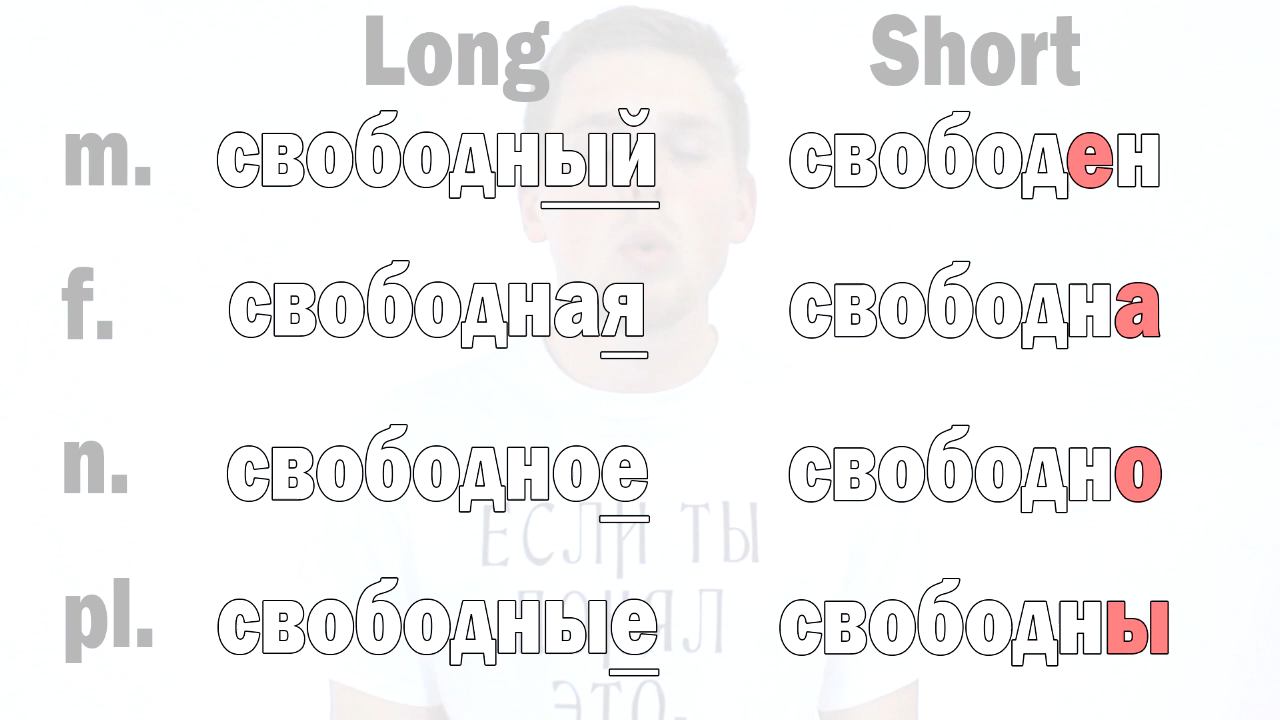 Long Short
m. свободный свободен
f. свободная свободна
n. свободное свободно
ЕСЛИ ТЫ
pl. свободные свободны
ПОНЯЛ
ЭТО.